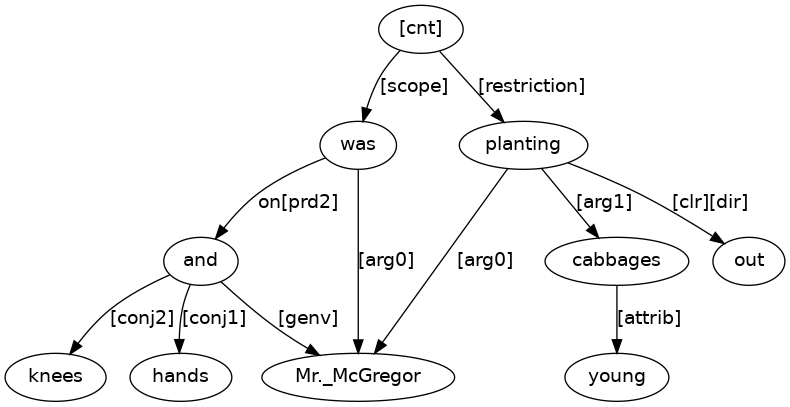 [cnt]
[scope] [restriction]
was planting
on[prd2] [arg1] [clr][dir]
and [arg0] [arg0] cabbages out
[conj2] [conj1] [genv] [attrib]
knees hands Mr._McGregor young